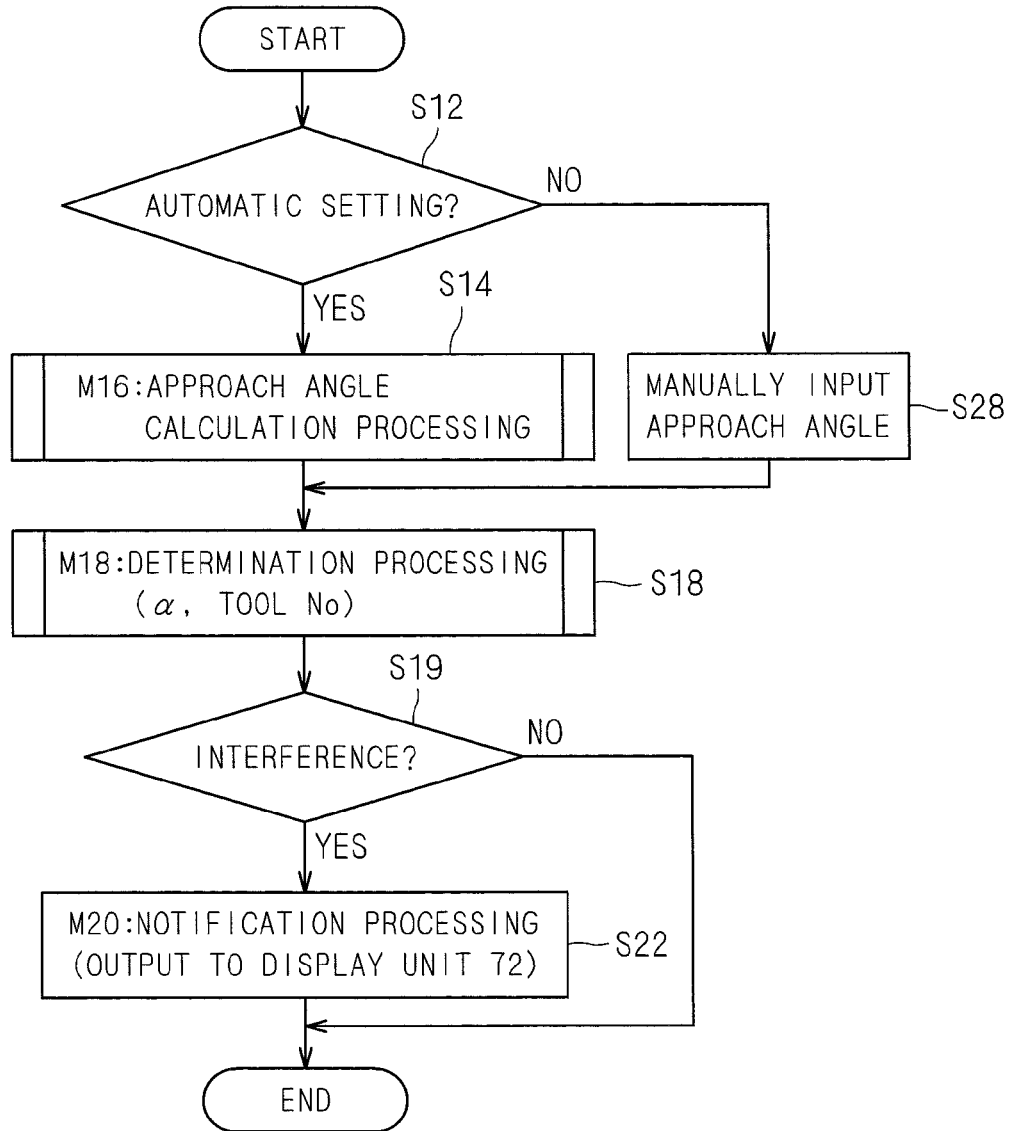 START
S12
AUTOMATIC SETTING?
NO
YES
S14
M16:APPROACH ANGLE
CALCULATION PROCESSING
MANUALLY INPUT
APPROACH ANGLE
S28
M18:DETERMINATION PROCESSING
(α, TOOL No)
S18
S19
INTERFERENCE?
NO
YES
M20:NOTIFICATION PROCESSING
(OUTPUT TO DISPLAY UNIT 72)
S22
END